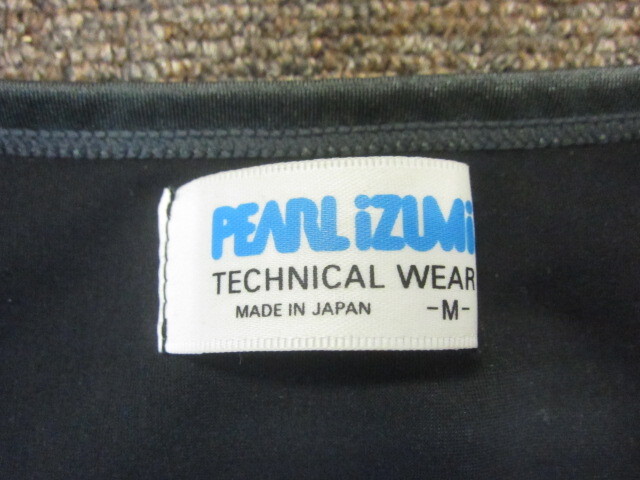 PEARL iZUMi
TECHNICAL WEAR
MADE IN JAPAN -M-